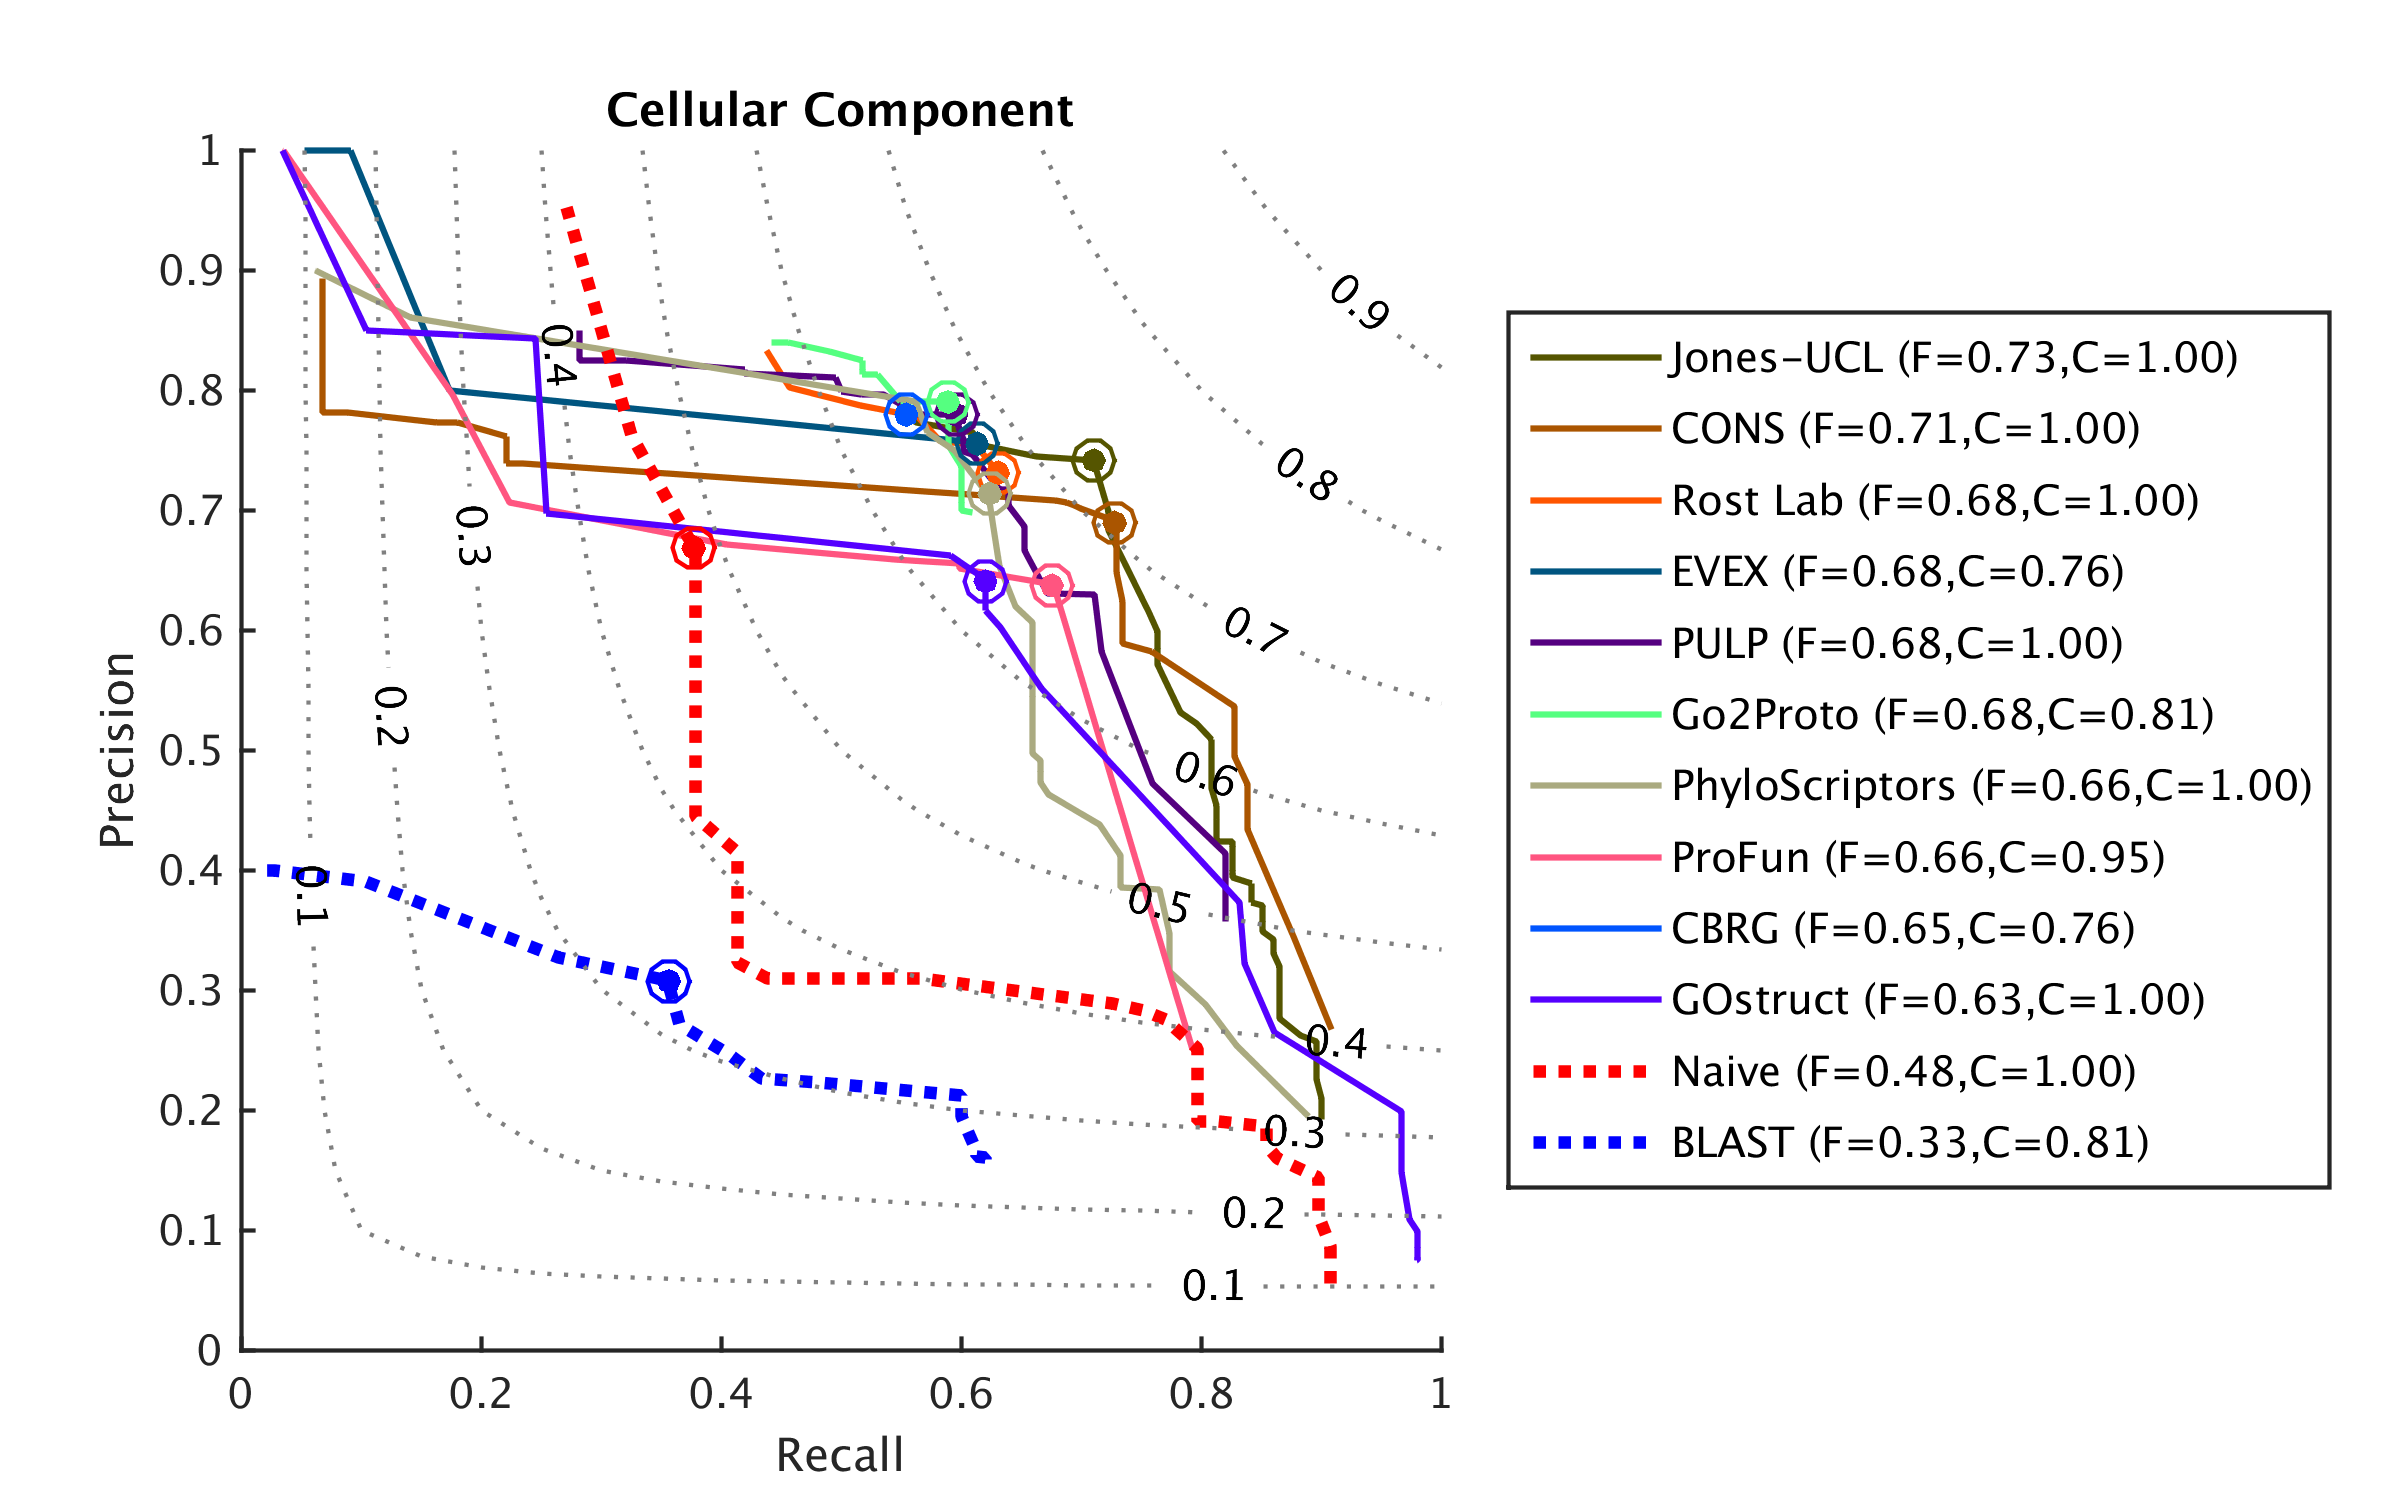 Cellular Component
1
0.9
0.8
0.7
0.6
0.5
0.4
0.3
0.2
0.1
0
Precision
0
0.2
0.4
0.6
0.8
1
Recall
0.1
0.2
0.3
0.4
0.9
0.8
0.7
0.6
0.5
0.4
0.3
0.2
0.1
Jones-UCL (F=0.73,C=1.00)
CONS (F=0.71,C=1.00)
Rost Lab (F=0.68,C=1.00)
EVEX (F=0.68,C=0.76)
PULP (F=0.68,C=1.00)
Go2Proto (F=0.68,C=0.81)
PhyloScriptors (F=0.66,C=1.00)
ProFun (F=0.66,C=0.95)
CBRG (F=0.65,C=0.76)
GOstruct (F=0.63,C=1.00)
Naive (F=0.48,C=1.00)
BLAST (F=0.33,C=0.81)